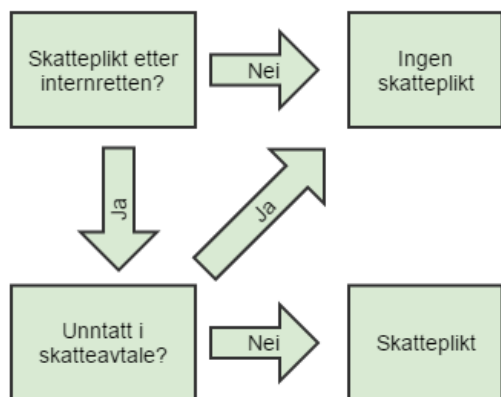 Skatteplikt etter
internretten?
Nei
Ingen
skatteplikt
Ja
Ja
Unntatt i
skatteavtale?
Nei
Skatteplikt